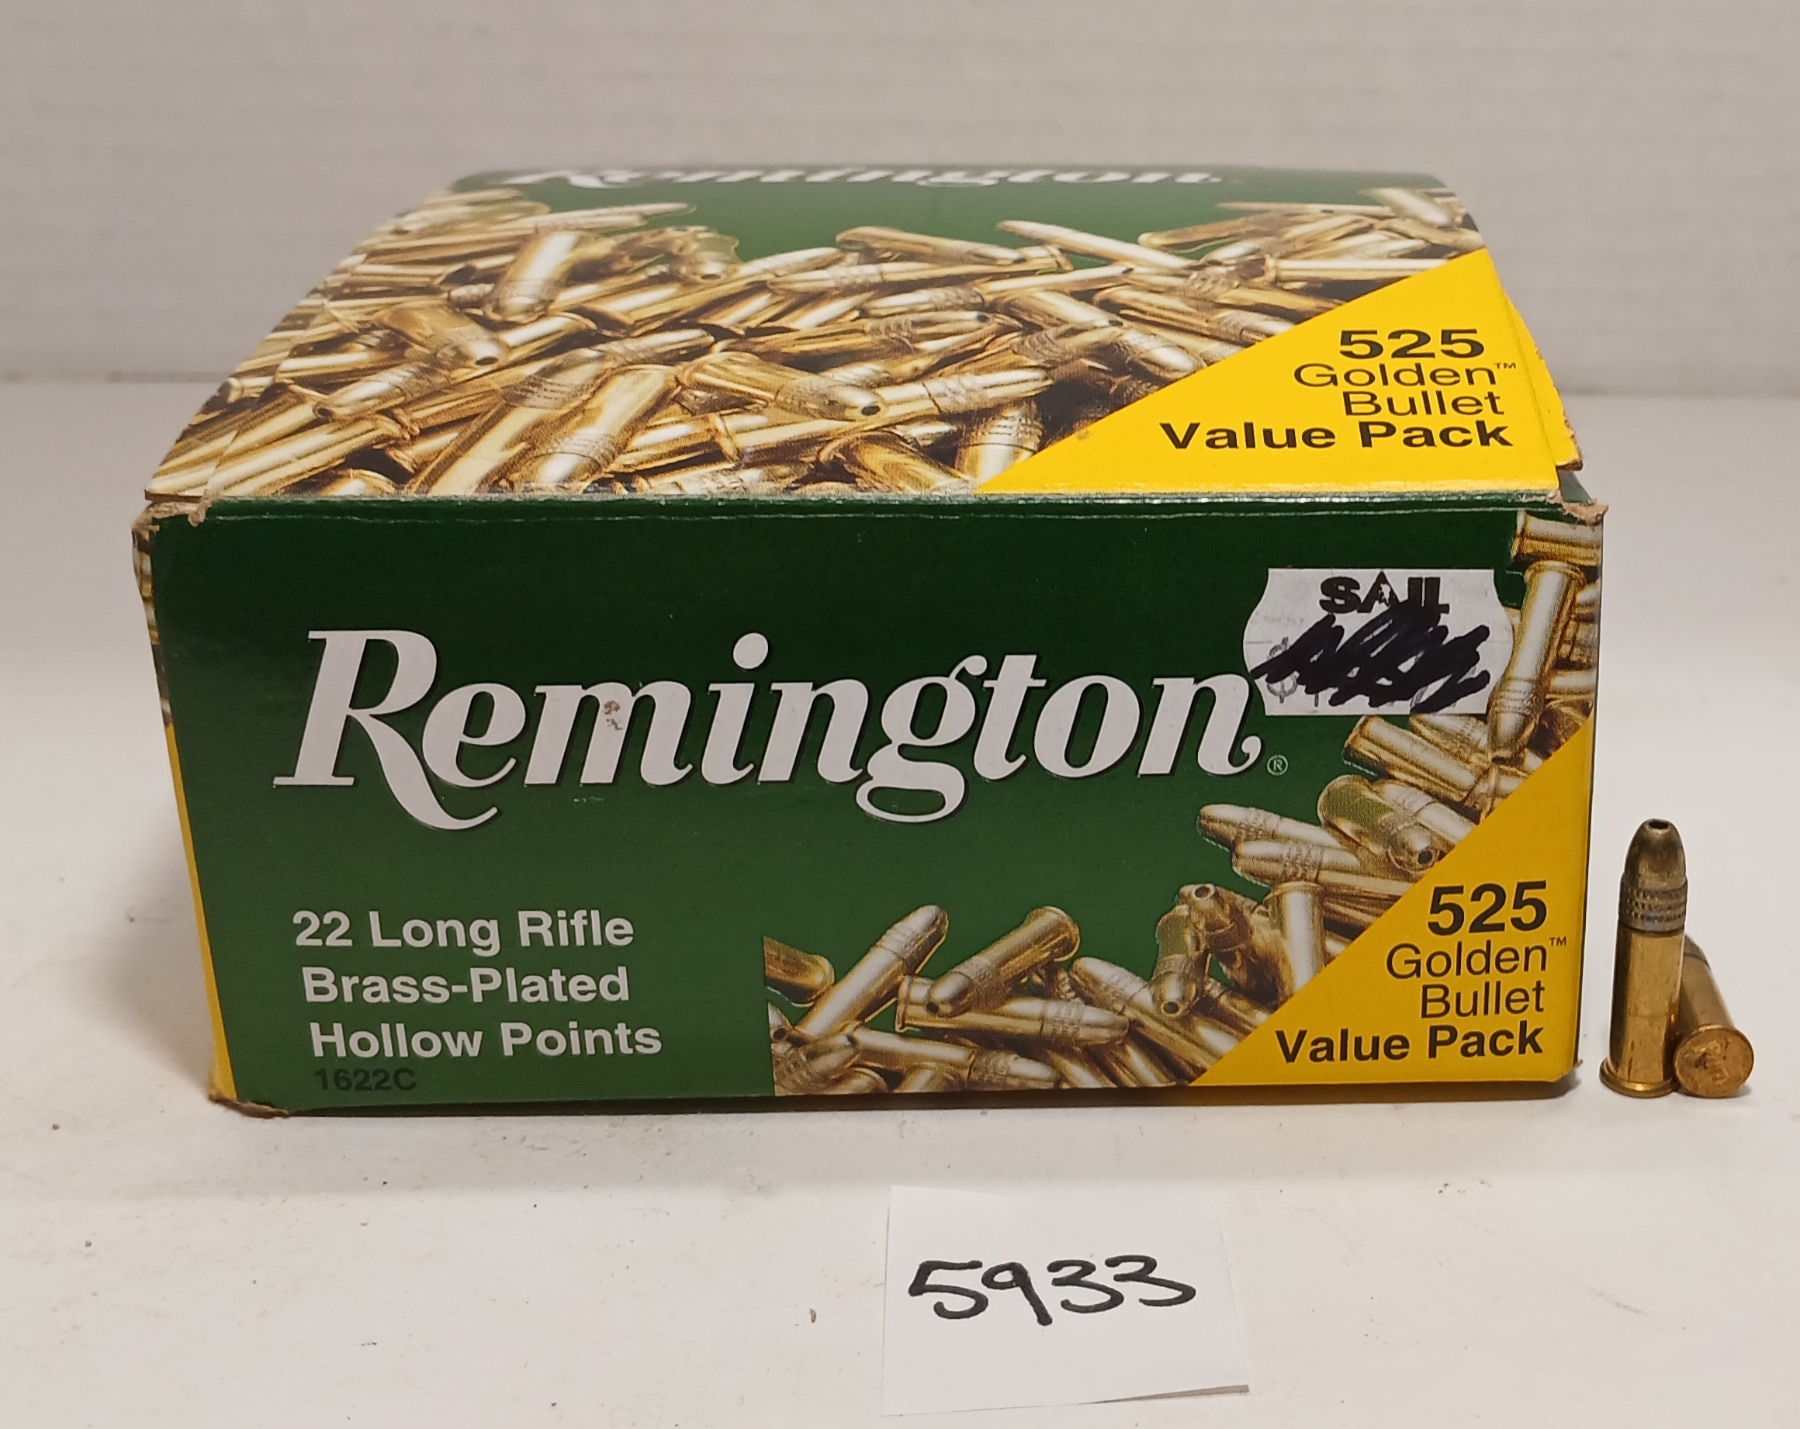 Remington
525
Golden™
Bullet
Value Pack
SAIL
Remington®
22 Long Rifle
Brass-Plated
Hollow Points
1622C
525
Golden™
Bullet
Value Pack
5933